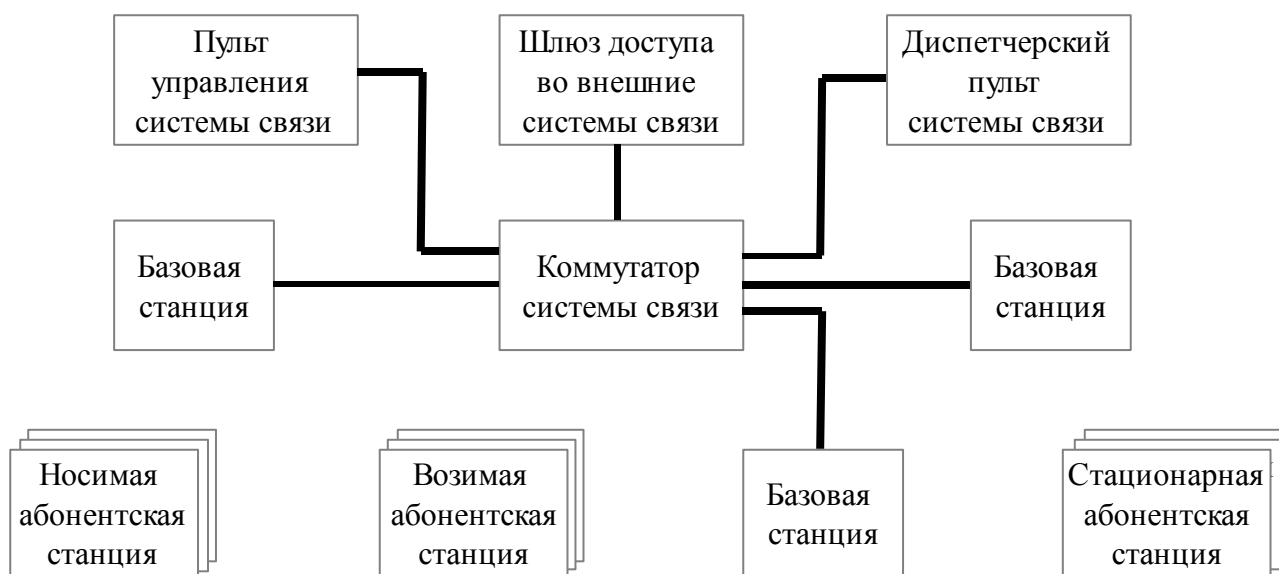 Пульт
управления
системы связи
Шлюз доступа
во внешние
системы связи
Диспетчерский
пульт
системы связи
Базовая
станция
Коммутатор
системы связи
Базовая
станция
Носимая
абонентская
станция
Возимая
абонентская
станция
Базовая
станция
Стационарная
абонентская
станция